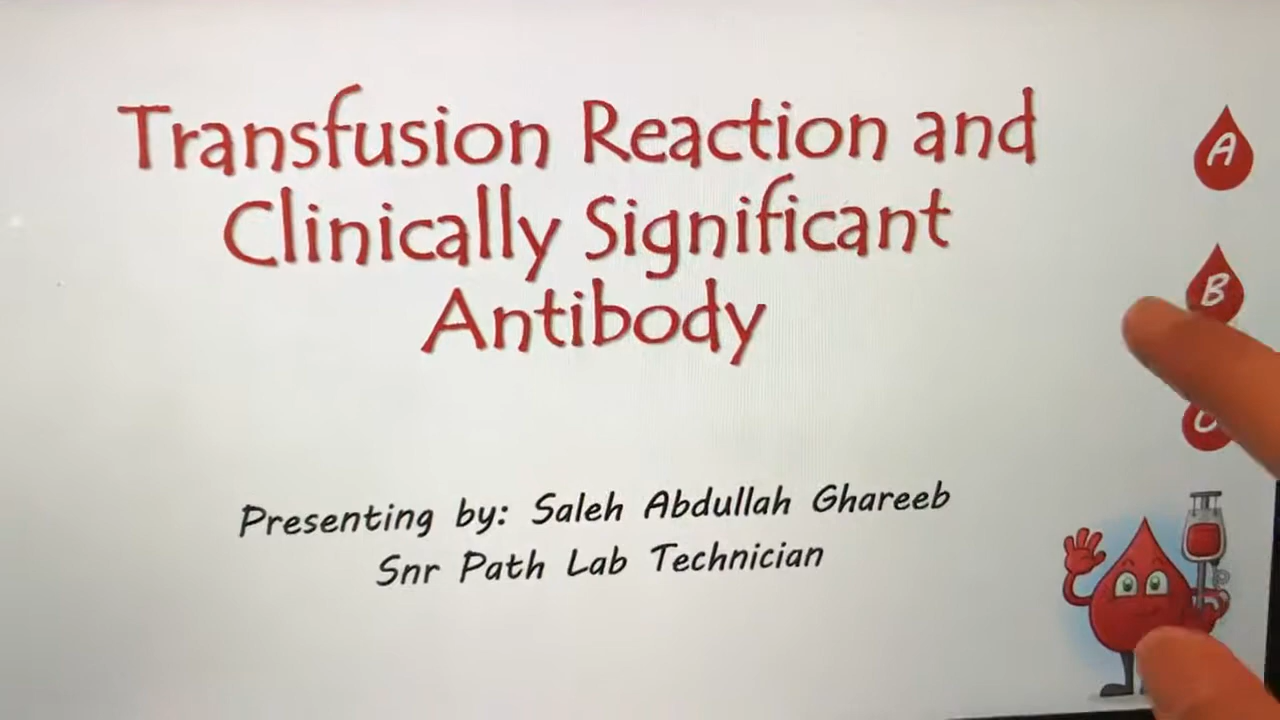 Transfusion Reaction and
Clinically Significant
Antibody
Presenting by: Saleh Abdullah Ghareeb
Snr Path Lab Technician
A
B